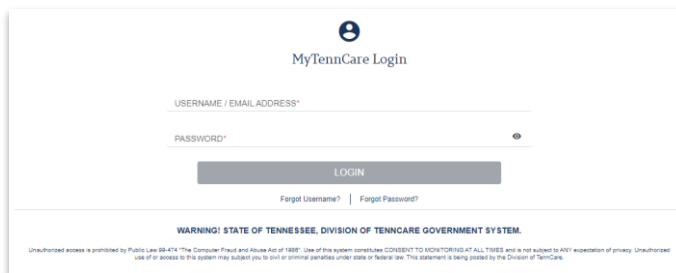 MyTennCare Login
USERNAME / EMAIL ADDRESS*
PASSWORD*
LOGIN
Forgot Username? | Forgot Password?
WARNING! STATE OF TENNESSEE, DIVISION OF TENNCARE GOVERNMENT SYSTEM.
Unauthorized access is prohibited by Public Law 99-474 "The Computer Fraud and Abuse Act of 1986". Use of this system constitutes CONSENT TO MONITORING AT ALL TIMES and is not subject to ANY expectation of privacy. Unauthorized
use of or access to this system may subject you to civil or criminal penalties under state or federal law. This statement is being posted by the Division of TennCare.